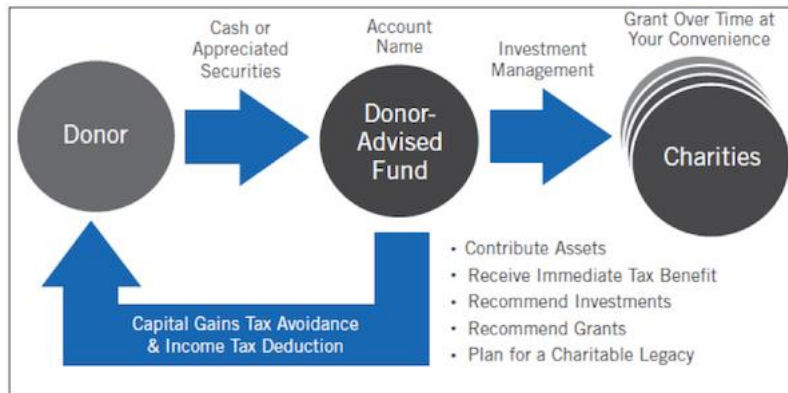 Cash or
Appreciated
Securities
Account
Name
Investment
Management
Grant Over Time at
Your Convenience
Donor
Donor-
Advised
Fund
Charities
Capital Gains Tax Avoidance
& Income Tax Deduction
• Contribute Assets
• Receive Immediate Tax Benefit
• Recommend Investments
• Recommend Grants
• Plan for a Charitable Legacy